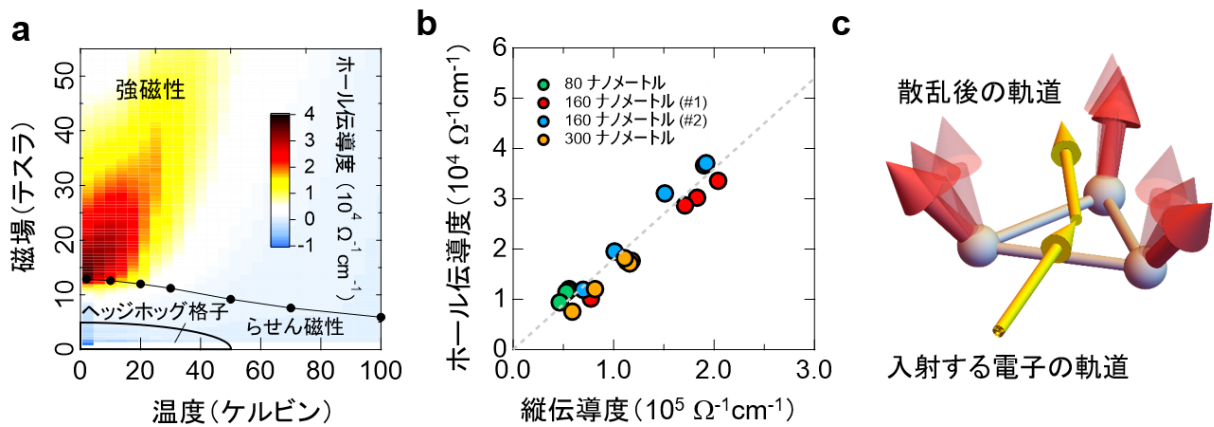 a
強磁性
ホール伝導度 (10⁴ Ω⁻¹ cm⁻¹)
4
3
2
1
0
-1
ヘッジホッグ格子
らせん磁性
50
40
30
20
10
0
磁場（テスラ）
0 20 40 60 80 100
温度（ケルビン）
b
80 ナノメートル
160 ナノメートル (#1)
160 ナノメートル (#2)
300 ナノメートル
6
5
4
3
2
1
0
ホール伝導度 (10⁴ Ω⁻¹cm⁻¹)
0.0 1.0 2.0 3.0
縦伝導度（10⁵ Ω⁻¹cm⁻¹）
c
散乱後の軌道
入射する電子の軌道